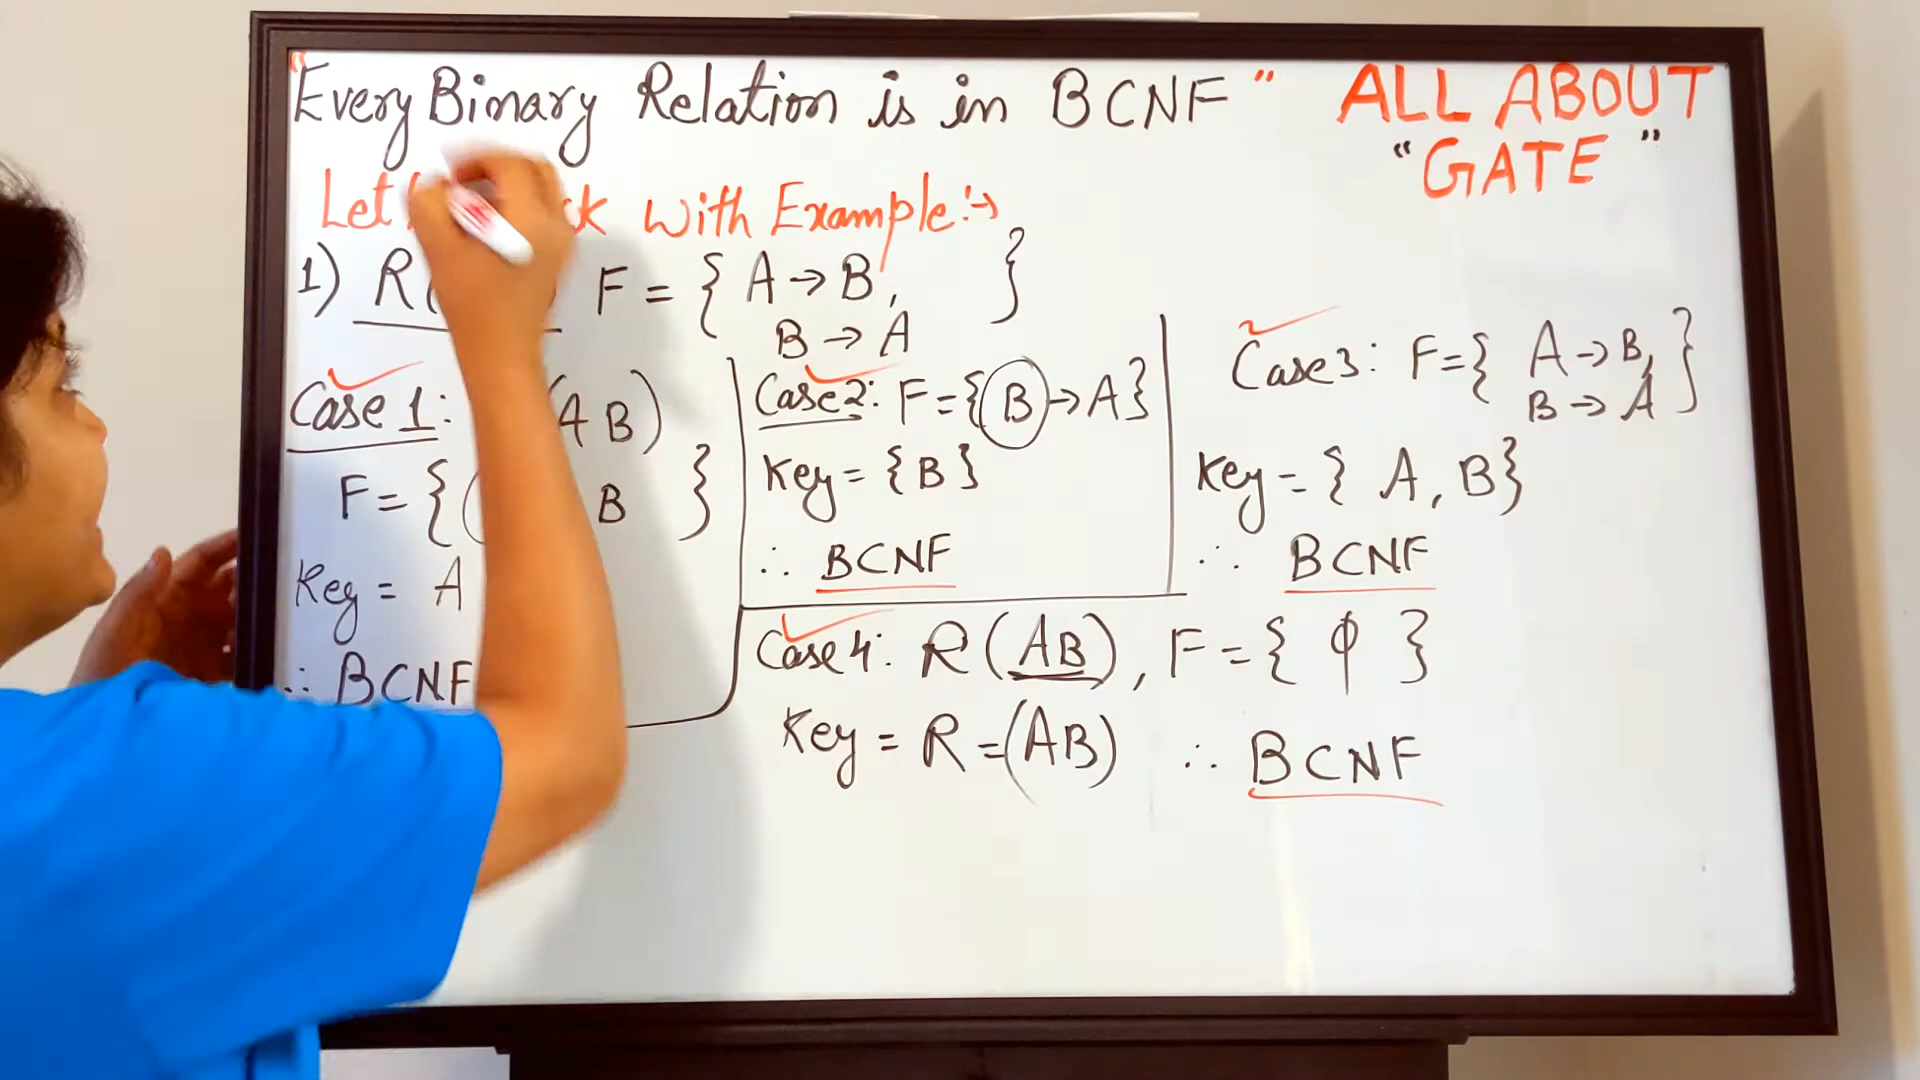 "Every Binary Relation is in BCNF"
ALL ABOUT
"GATE"
Let with Example:→
1) R( F = { A → B, }
B → A
Case 1: (AB)
F = { B }
Key = A
∴ BCNF
Case 2: F = { B → A }
Key = { B }
∴ BCNF
Case 3: F = { A → B, }
B → A
Key = { A, B }
∴ BCNF
Case 4: R (AB), F = { ϕ }
Key = R = (AB) ∴ BCNF